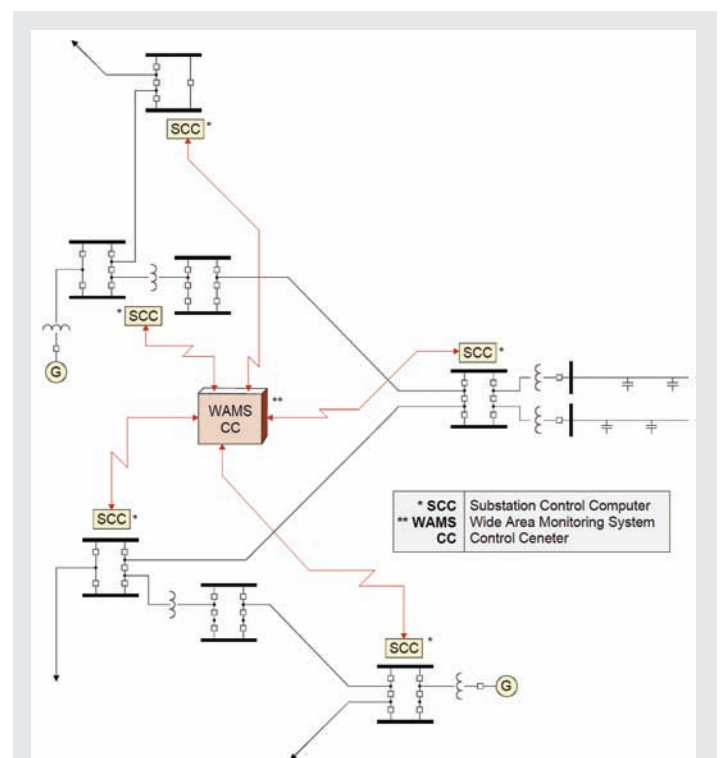 SCC *
* SCC
G
SCC *
WAMS **
CC
SCC *
* SCC Substation Control Computer
** WAMS Wide Area Monitoring System
CC Control Ceneter
SCC *
G